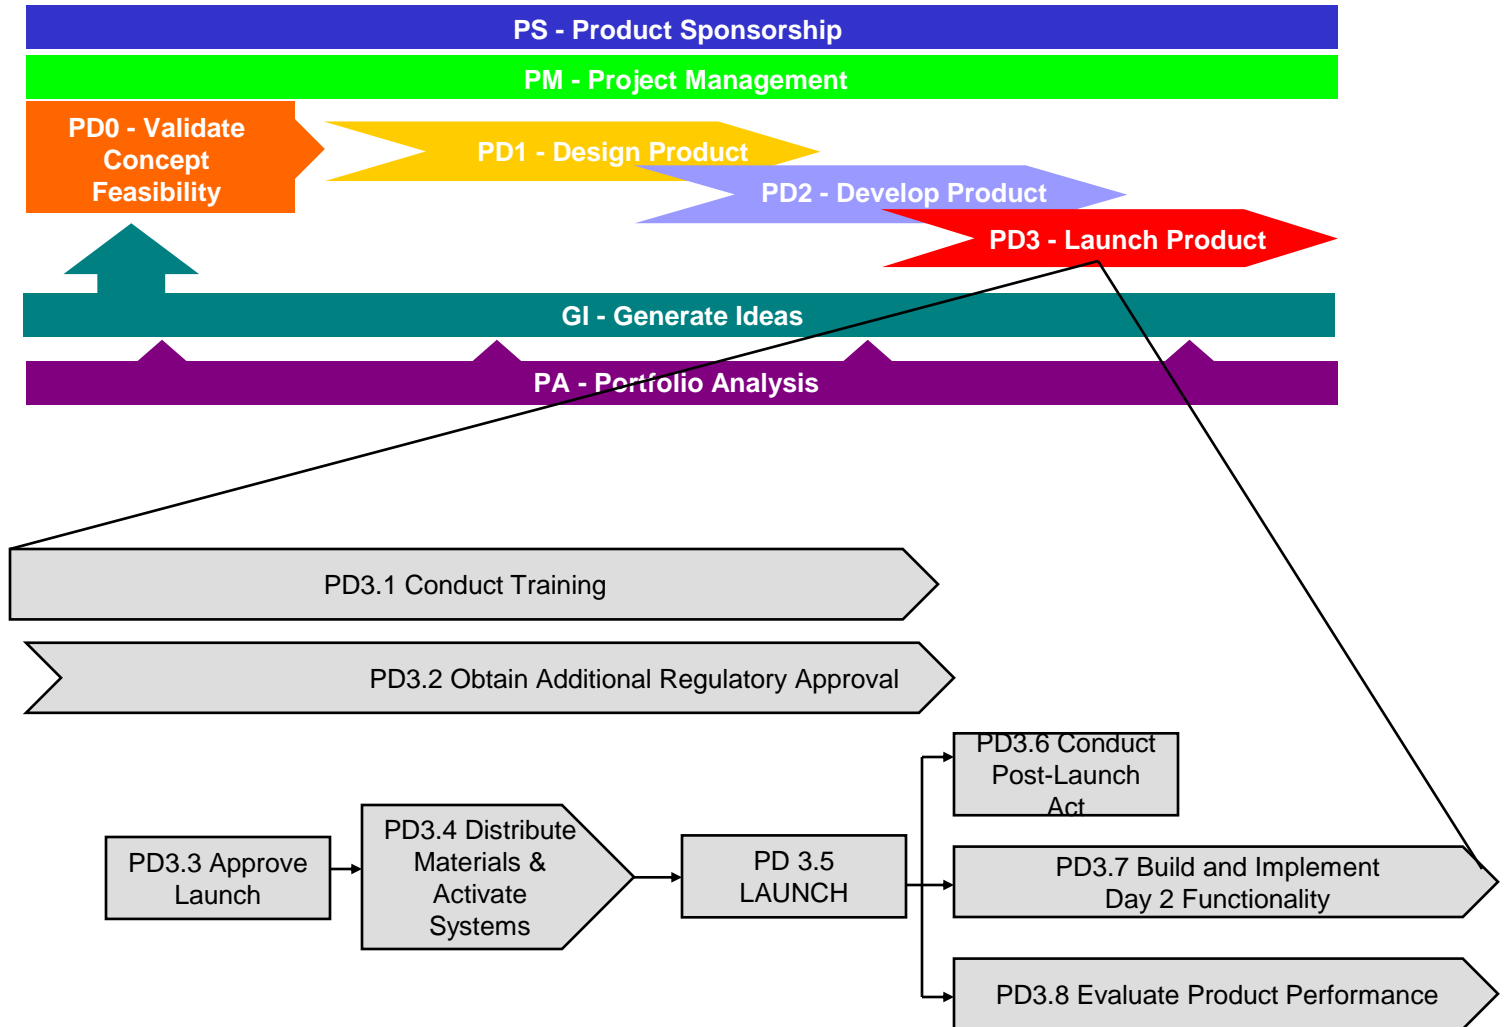 PS - Product Sponsorship
PM - Project Management
PD0 - Validate
Concept
Feasibility
PD1 - Design Product
PD2 - Develop Product
PD3 - Launch Product
GI - Generate Ideas
PA - Portfolio Analysis
PD3.1 Conduct Training
PD3.2 Obtain Additional Regulatory Approval
PD3.3 Approve
Launch
PD3.4 Distribute
Materials &
Activate
Systems
PD 3.5
LAUNCH
PD3.6 Conduct
Post-Launch
Act
PD3.7 Build and Implement
Day 2 Functionality
PD3.8 Evaluate Product Performance